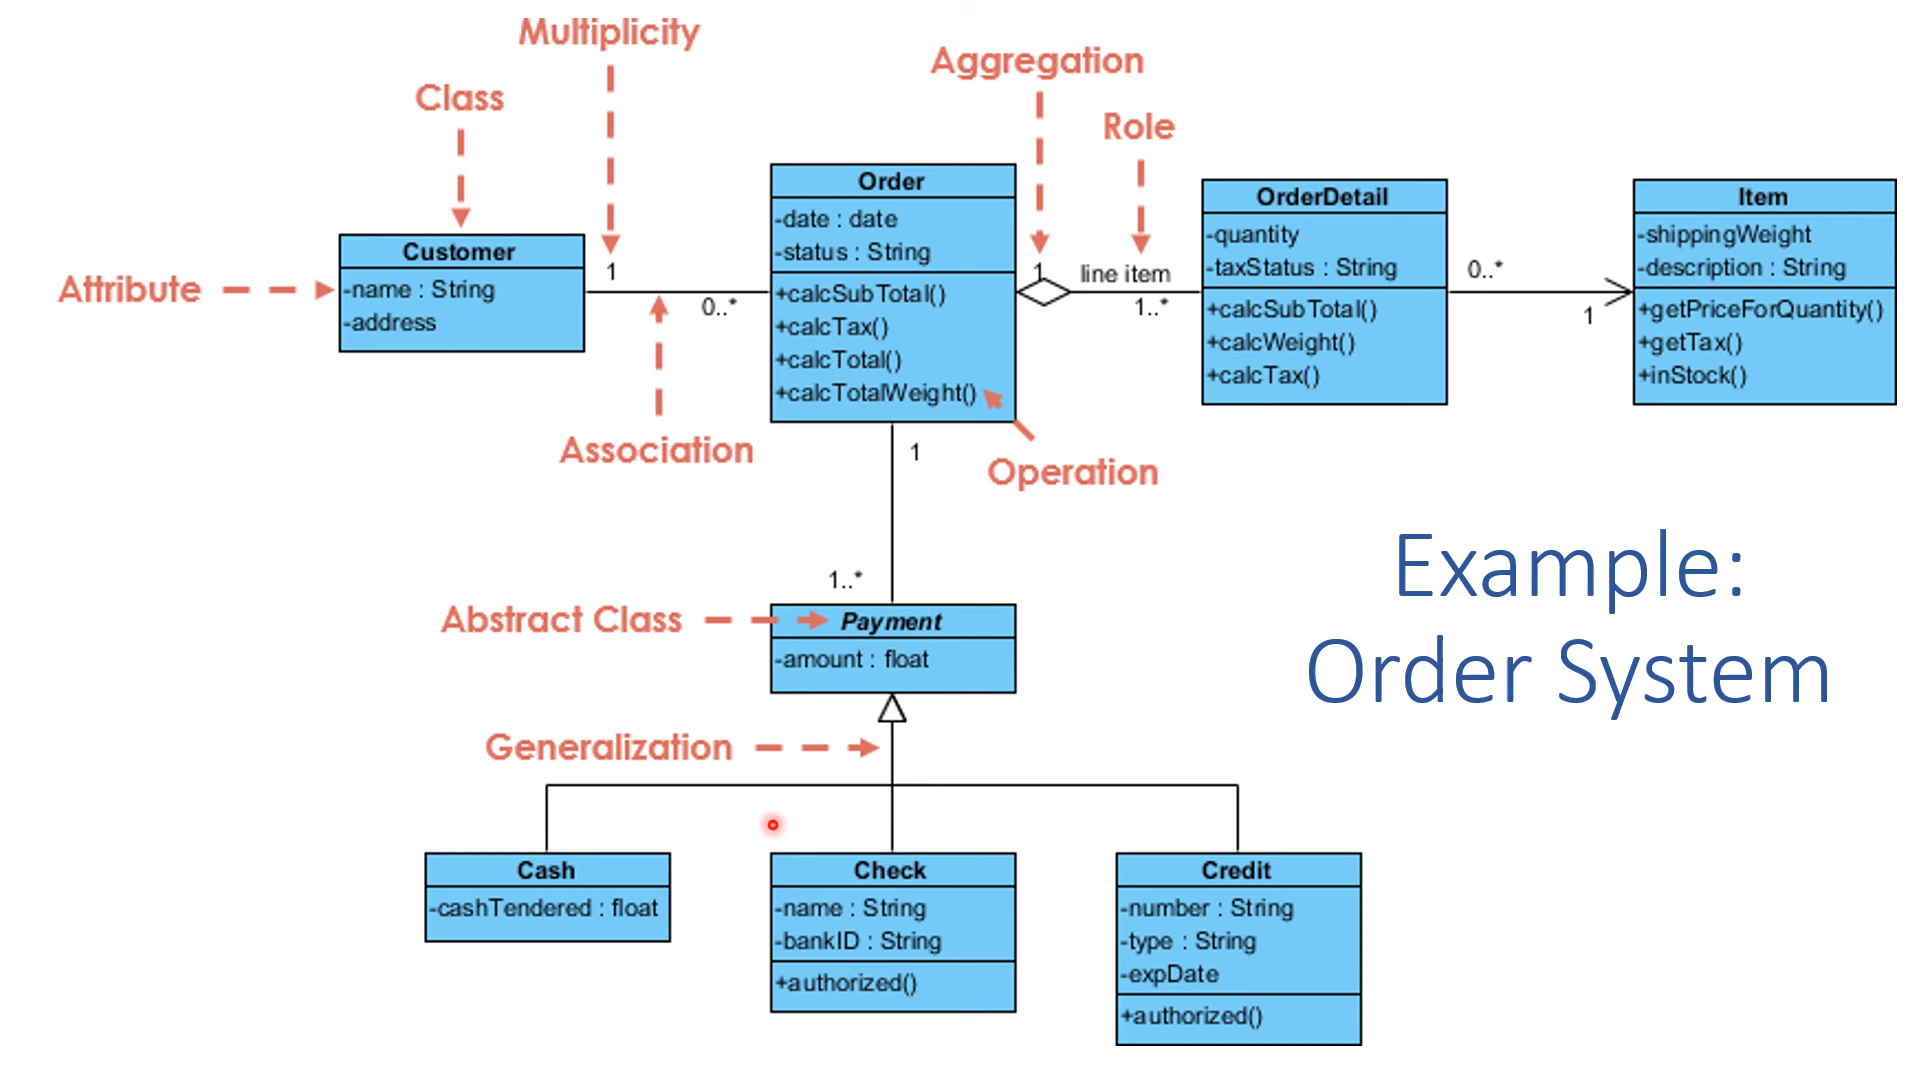 Multiplicity
Aggregation
Class
Role
Order
-date : date
-status : String
+calcSubTotal()
+calcTax()
+calcTotal()
+calcTotalWeight()
OrderDetail
-quantity
-taxStatus : String
+calcSubTotal()
+calcWeight()
+calcTax()
Item
-shippingWeight
-description : String
+getPriceForQuantity()
+getTax()
+inStock()
Customer
-name : String
-address
Attribute
1
0..*
1
line item
1..*
0..*
1
Association
Operation
1
1..*
Example:
Order System
Abstract Class
Payment
-amount : float
Generalization
Cash
-cashTendered : float
Check
-name : String
-bankID : String
+authorized()
Credit
-number : String
-type : String
-expDate
+authorized()